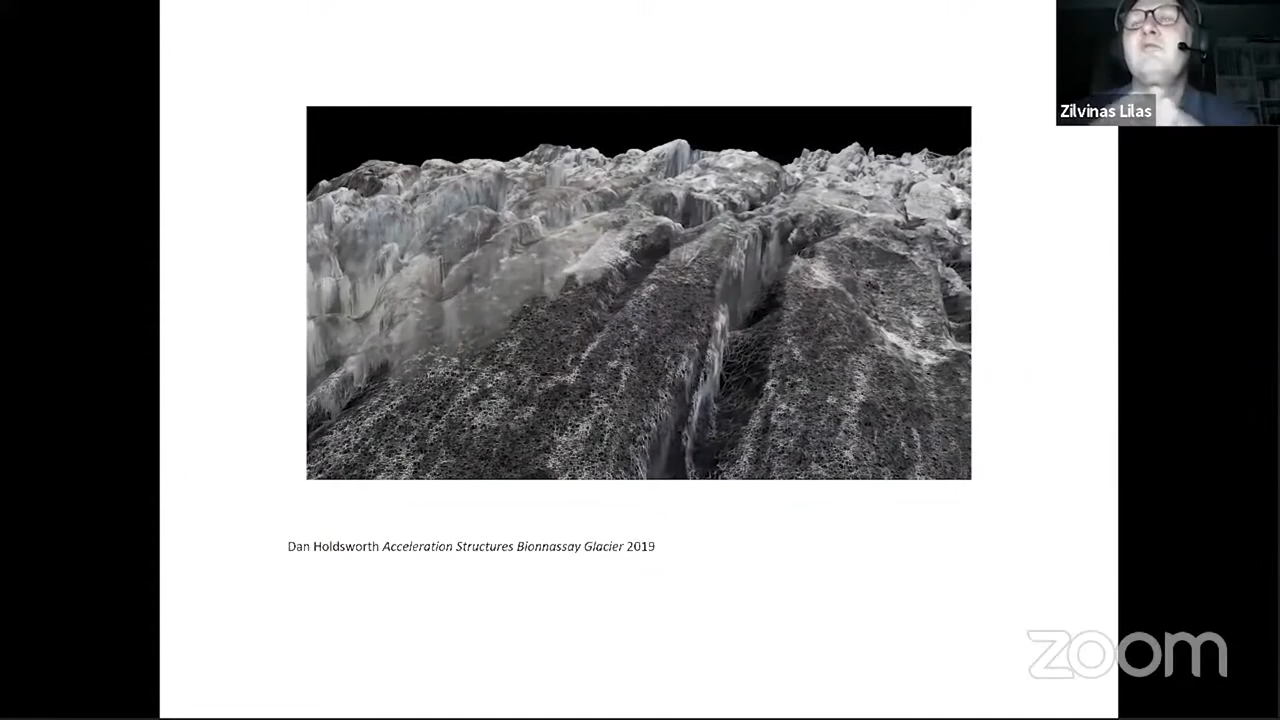 Zilvinas Lilas
Dan Holdsworth Acceleration Structures Bionnassay Glacier 2019
zoom